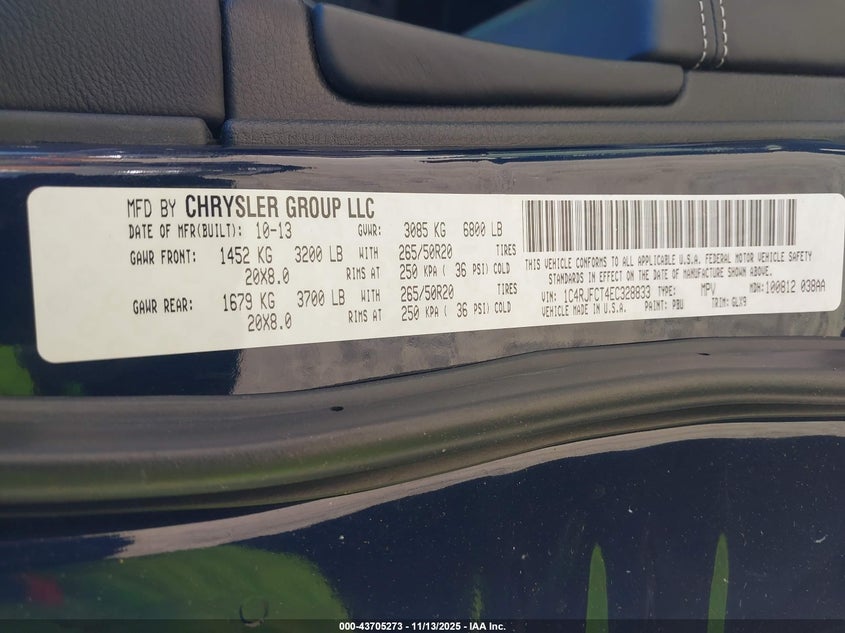 MFD BY CHRYSLER GROUP LLC
DATE OF MFR(BUILT): 10-13 GVWR: 3085 KG 6800 LB
GAWR FRONT: 1452 KG 3200 LB WITH 265/50R20 TIRES
20X8.0 RIMS AT 250 KPA ( 36 PSI) COLD
GAWR REAR: 1679 KG 3700 LB WITH 265/50R20 TIRES
20X8.0 RIMS AT 250 KPA ( 36 PSI) COLD
THIS VEHICLE CONFORMS TO ALL APPLICABLE U.S.A. FEDERAL MOTOR VEHICLE SAFETY
STANDARDS IN EFFECT ON THE DATE OF MANUFACTURE SHOWN ABOVE.
VIN: 1C4RJFCT4EC328833 TYPE: MPV MDH: 100812 038AA
VEHICLE MADE IN U.S.A. PAINT: PBU TRIM: GLX9
000-43705273 - 11/13/2025 - IAA Inc.